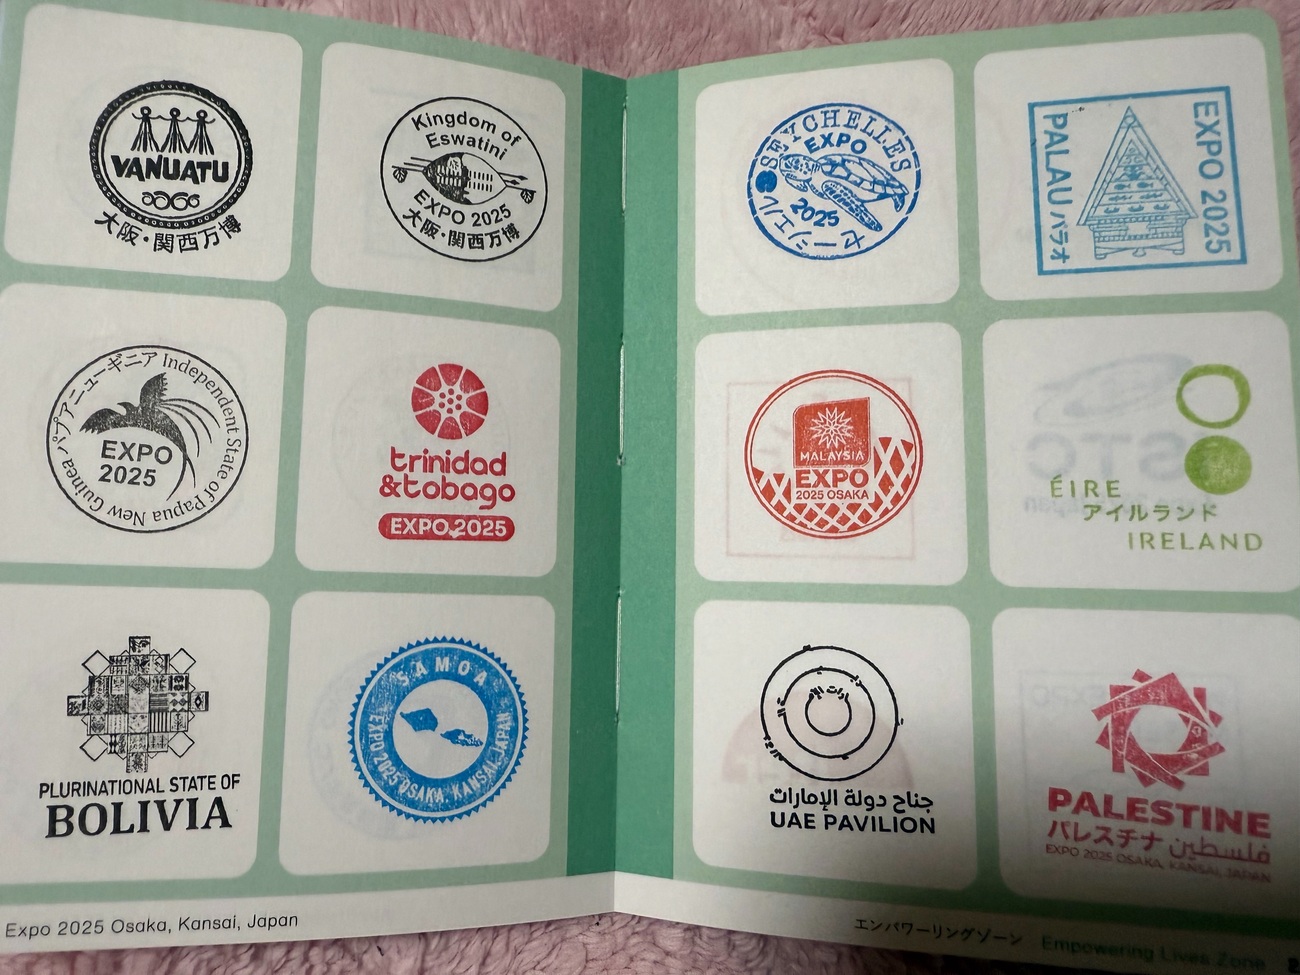 VANUATU
大阪・関西万博
Kingdom of
Eswatini
EXPO 2025
大阪・関西万博
パプアニューギニア Independent State of Papua New Guinea
EXPO
2025
trinidad
&tobago
EXPO 2025
PLURINATIONAL STATE OF
BOLIVIA
SAMOA
EXPO 2025 OSAKA, KANSAI, JAPAN
Expo 2025 Osaka, Kansai, Japan
SEYCHELLES
EXPO
2025
セーシェル
PALAU パラオ
EXPO 2025
MALAYSIA
EXPO
2025 OSAKA
ÉIRE
アイルランド
IRELAND
جناح دولة الإمارات
UAE PAVILION
PALESTINE
パレスチナ فلسطين
EXPO 2025 OSAKA, KANSAI, JAPAN
エンパワーリングゾーン Empowering Lives Zone